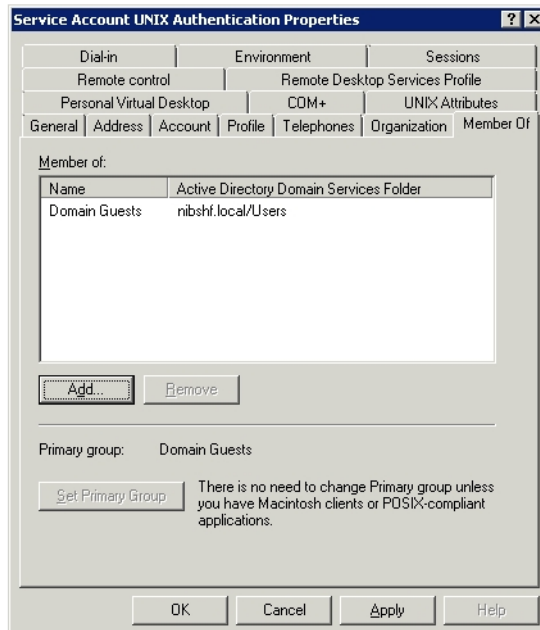 Service Account UNIX Authentication Properties
Dial-in Environment Sessions
Remote control Remote Desktop Services Profile
Personal Virtual Desktop COM+ UNIX Attributes
General Address Account Profile Telephones Organization Member Of
Member of:
Name Active Directory Domain Services Folder
Domain Guests nibshf.local/Users
Add... Remove
Primary group: Domain Guests
Set Primary Group
There is no need to change Primary group unless
you have Macintosh clients or POSIX-compliant
applications.
OK Cancel Apply Help